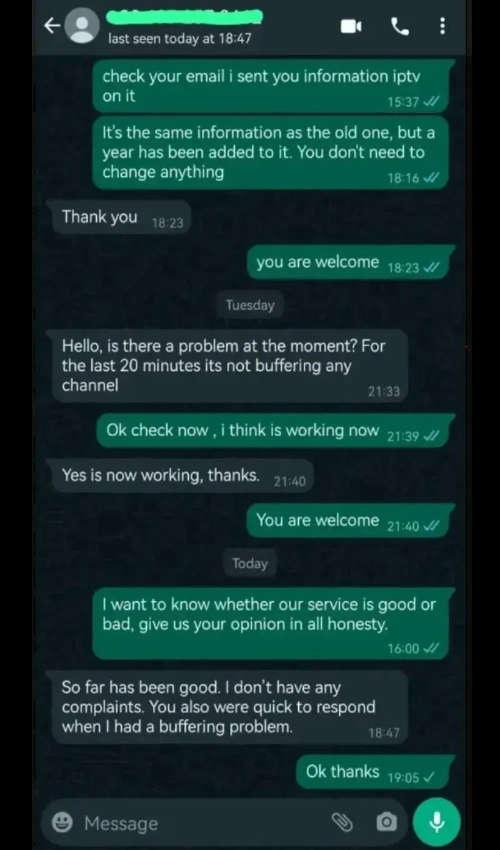 last seen today at 18:47
check your email i sent you information iptv
on it
15:37
It's the same information as the old one, but a
year has been added to it. You don't need to
change anything
18:16
Thank you 18:23
you are welcome 18:23
Tuesday
Hello, is there a problem at the moment? For
the last 20 minutes its not buffering any
channel
21:33
Ok check now , i think is working now 21:39
Yes is now working, thanks. 21:40
You are welcome 21:40
Today
I want to know whether our service is good or
bad, give us your opinion in all honesty.
16:00
So far has been good. I don't have any
complaints. You also were quick to respond
when I had a buffering problem.
18:47
Ok thanks 19:05
Message